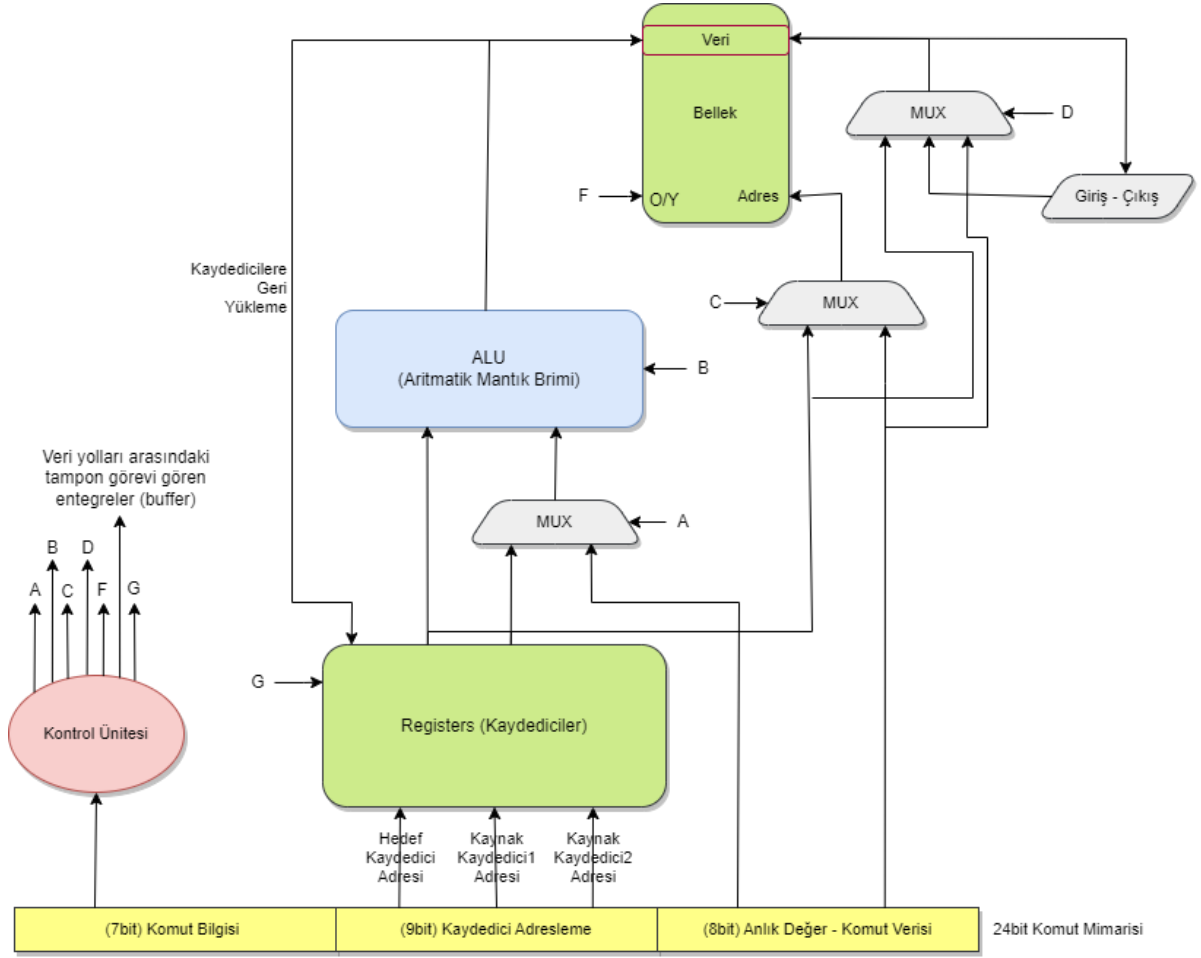 Veri
Bellek
MUX
D
F
O/Y
Adres
Giriş - Çıkış
Kaydedicilere
Geri
Yükleme
C
MUX
ALU
(Aritmatik Mantık Brimi)
B
Veri yolları arasındaki
tampon görevi gören
entegreler (buffer)
MUX
A
B
D
A
C
F
G
G
Registers (Kaydediciler)
Kontrol Ünitesi
Hedef
Kaydedici
Adresi
Kaynak
Kaydedici1
Adresi
Kaynak
Kaydedici2
Adresi
(7bit) Komut Bilgisi
(9bit) Kaydedici Adresleme
(8bit) Anlık Değer - Komut Verisi
24bit Komut Mimarisi